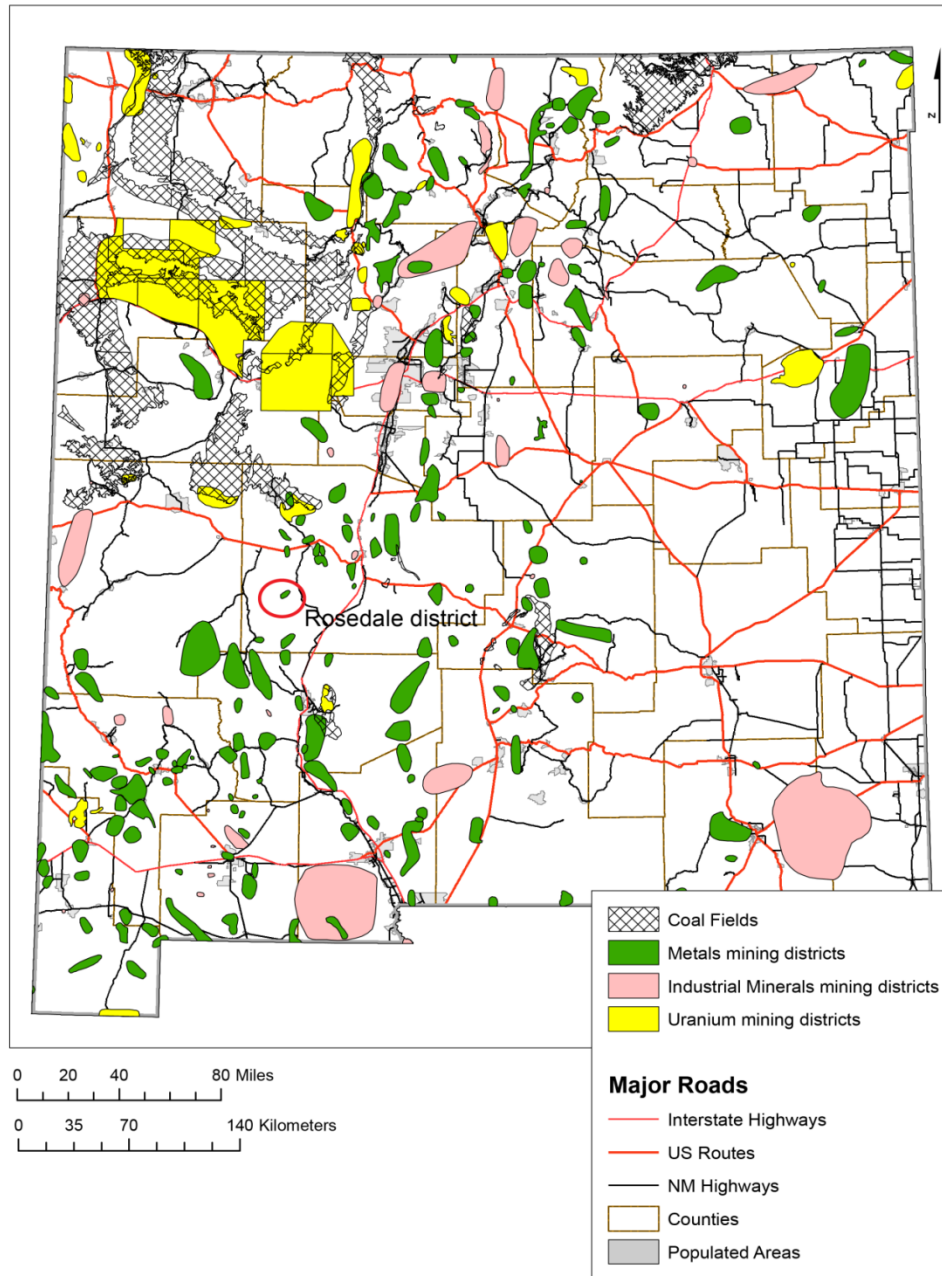 z
Rosedale district
Coal Fields
Metals mining districts
Industrial Minerals mining districts
Uranium mining districts
0 20 40 80 Miles
0 35 70 140 Kilometers
Major Roads
Interstate Highways
US Routes
NM Highways
Counties
Populated Areas